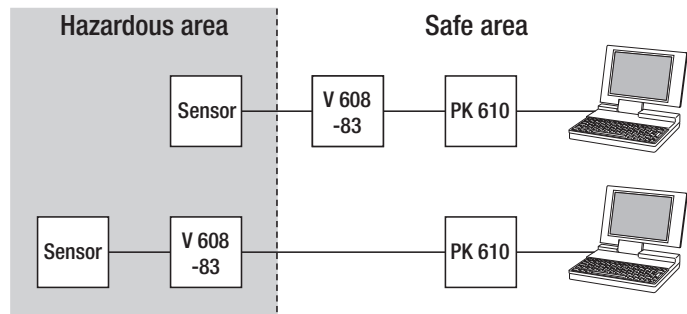 Hazardous area
Safe area
Sensor
V 608
-83
PK 610
Sensor
V 608
-83
PK 610